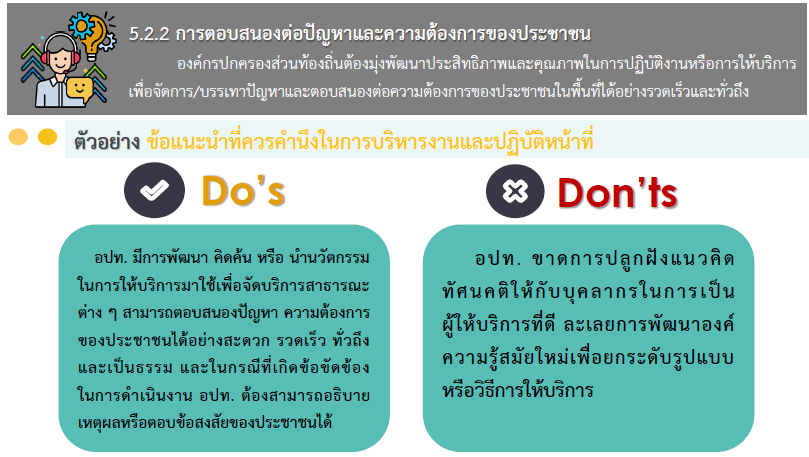 5.2.2 การตอบสนองต่อปัญหาและความต้องการของประชาชน
องค์กรปกครองส่วนท้องถิ่นต้องมุ่งพัฒนาประสิทธิภาพและคุณภาพในการปฏิบัติงานหรือการให้บริการ
เพื่อจัดการ/บรรเทาปัญหาและตอบสนองต่อความต้องการของประชาชนในพื้นที่ได้อย่างรวดเร็วและทั่วถึง
ตัวอย่าง ข้อแนะนำที่ควรคำนึงในการบริหารงานและปฏิบัติหน้าที่
Do's
อปท. มีการพัฒนา คิดค้น หรือ นำนวัตกรรม
ในการให้บริการมาใช้เพื่อจัดบริการสาธารณะ
ต่าง ๆ สามารถตอบสนองปัญหา ความต้องการ
ของประชาชนได้อย่างสะดวก รวดเร็ว ทั่วถึง
และเป็นธรรม และในกรณีที่เกิดข้อขัดข้อง
ในการดำเนินงาน อปท. ต้องสามารถอธิบาย
เหตุผลหรือตอบข้อสงสัยของประชาชนได้
Don'ts
อปท. ขาดการปลูกฝังแนวคิด
ทัศนคติให้กับบุคลากรในการเป็น
ผู้ให้บริการที่ดี ละเลยการพัฒนาองค์
ความรู้สมัยใหม่เพื่อยกระดับรูปแบบ
หรือวิธีการให้บริการ